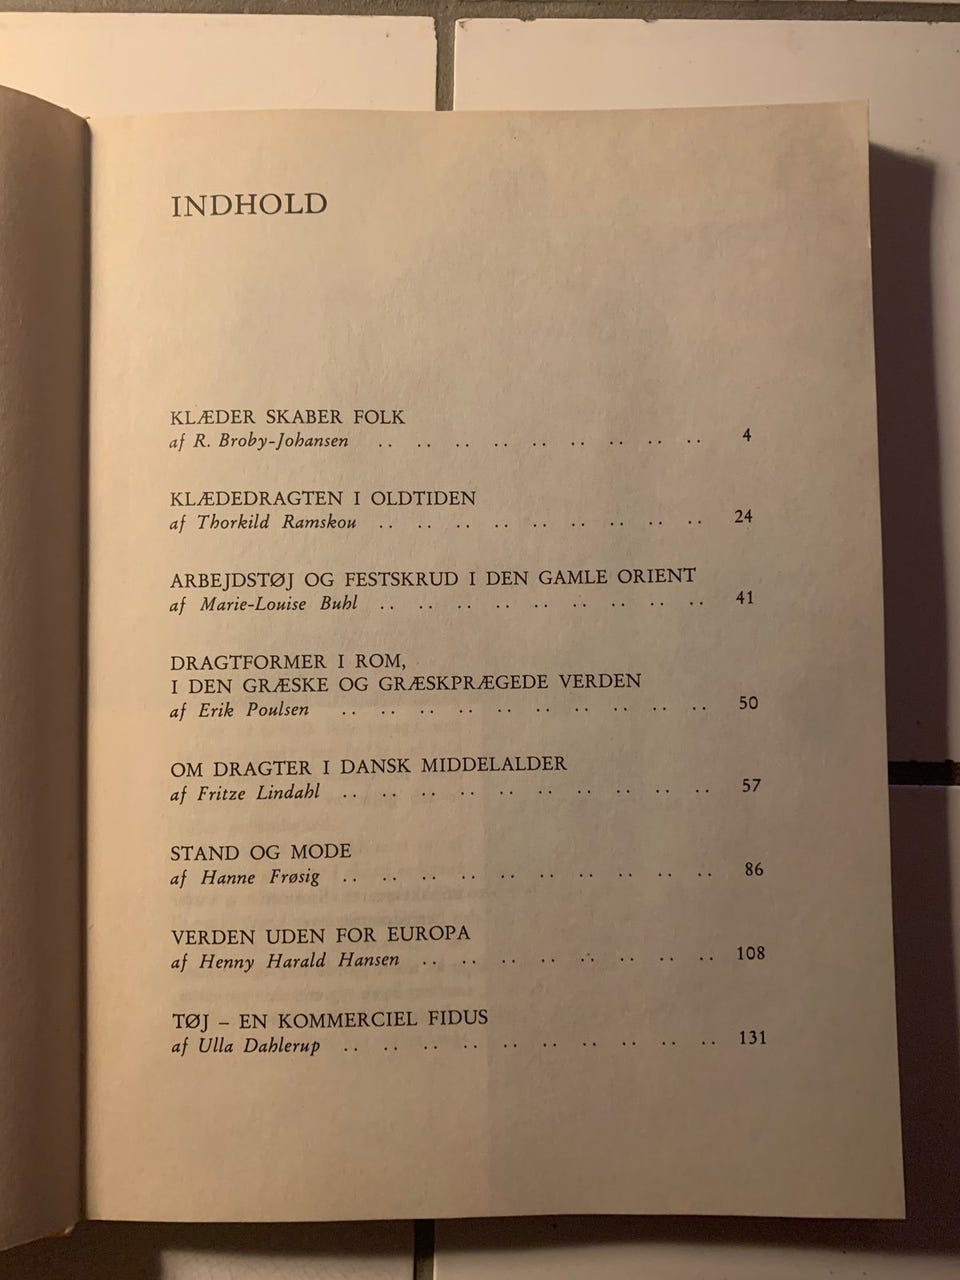 INDHOLD
KLÆDER SKABER FOLK
af R. Broby-Johansen .. .. .. .. .. .. .. .. .. 4
KLÆDEDRAGTEN I OLDTIDEN
af Thorkild Ramskou .. .. .. .. .. .. .. .. .. 24
ARBEJDSTØJ OG FESTSKRUD I DEN GAMLE ORIENT
af Marie-Louise Buhl .. .. .. .. .. .. .. .. .. 41
DRAGTFORMER I ROM,
I DEN GRÆSKE OG GRÆSKPRÆGEDE VERDEN
af Erik Poulsen .. .. .. .. .. .. .. .. .. .. 50
OM DRAGTER I DANSK MIDDELALDER
af Fritze Lindahl .. .. .. .. .. .. .. .. .. .. 57
STAND OG MODE
af Hanne Frøsig .. .. .. .. .. .. .. .. .. .. 86
VERDEN UDEN FOR EUROPA
af Henny Harald Hansen .. .. .. .. .. .. .. .. 108
TØJ – EN KOMMERCIEL FIDUS
af Ulla Dahlerup .. .. .. .. .. .. .. .. .. .. 131